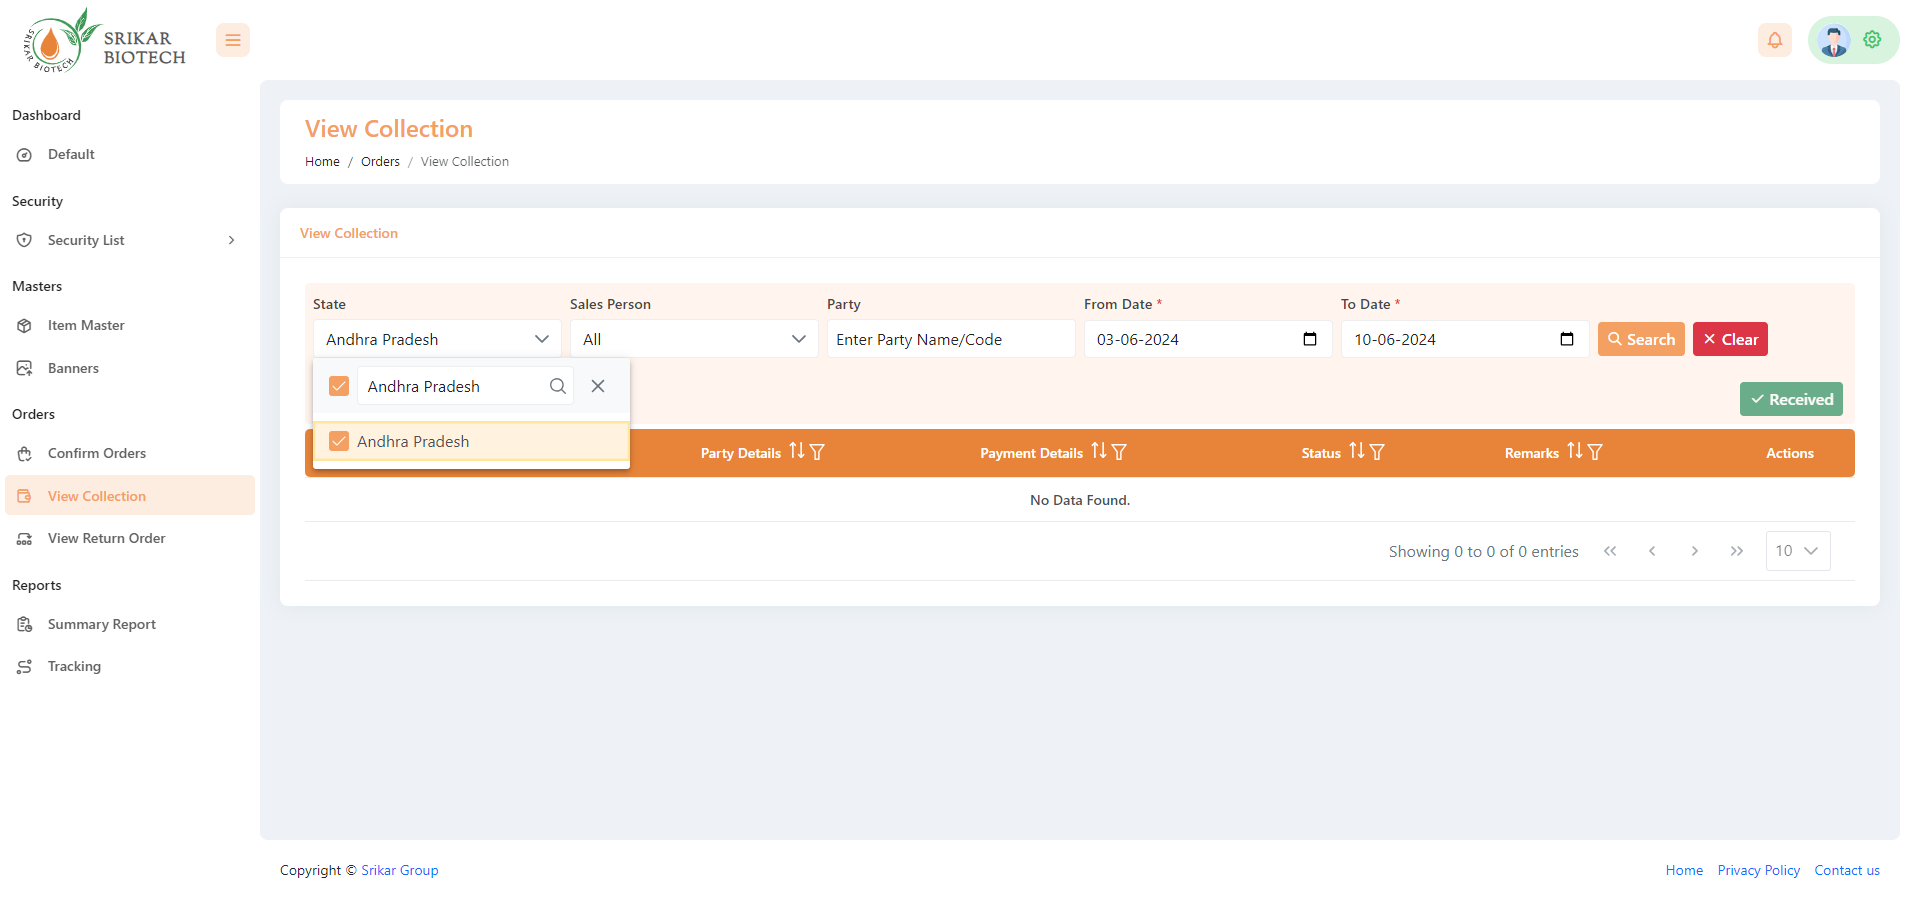 SRIKAR BIOTECH
SRIKAR
BIOTECH
Dashboard
Default
Security
Security List
Masters
Item Master
Banners
Orders
Confirm Orders
View Collection
View Return Order
Reports
Summary Report
Tracking
View Collection
Home / Orders / View Collection
View Collection
State Sales Person Party From Date * To Date *
Andhra Pradesh All Enter Party Name/Code 03-06-2024 10-06-2024 Search Clear
Andhra Pradesh
Received
Andhra Pradesh
Party Details Payment Details Status Remarks Actions
No Data Found.
Showing 0 to 0 of 0 entries 10
Copyright © Srikar Group Home Privacy Policy Contact us